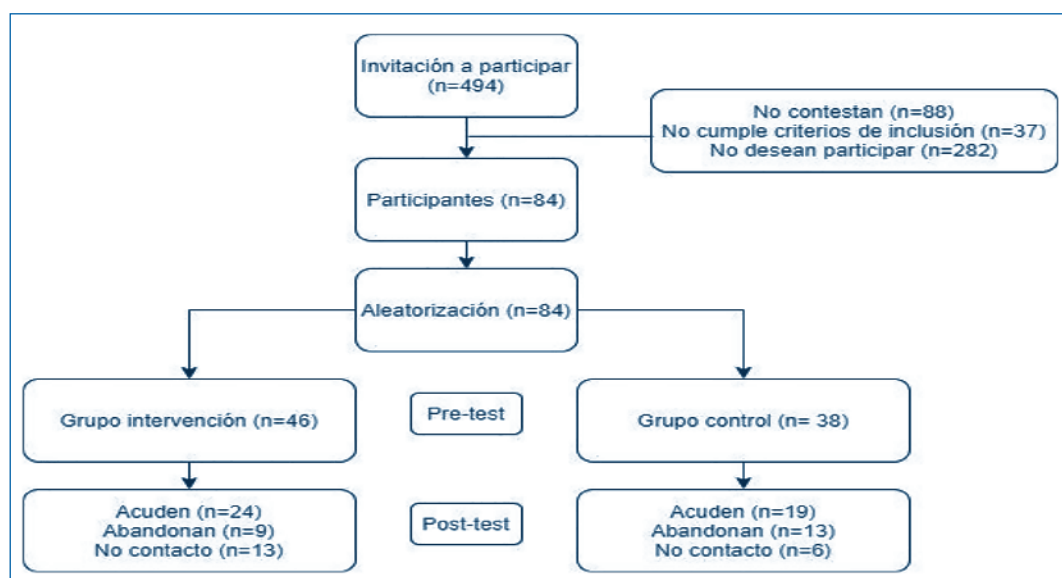 Invitación a participar
(n=494)
No contestan (n=88)
No cumple criterios de inclusión (n=37)
No desean participar (n=282)
Participantes (n=84)
Aleatorización (n=84)
Grupo intervención (n=46)
Pre-test
Grupo control (n= 38)
Acuden (n=24)
Abandonan (n=9)
No contacto (n=13)
Post-test
Acuden (n=19)
Abandonan (n=13)
No contacto (n=6)